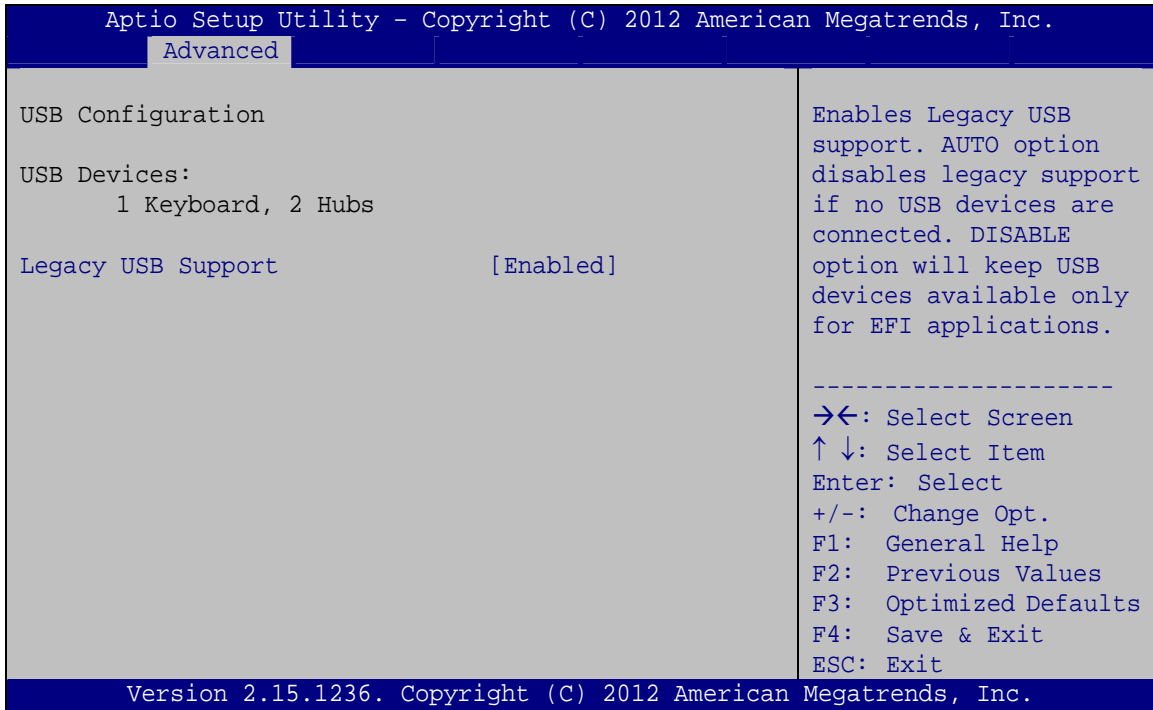 Aptio Setup Utility – Copyright (C) 2012 American Megatrends, Inc.
Advanced
USB Configuration
USB Devices:
1 Keyboard, 2 Hubs
Legacy USB Support [Enabled]
Enables Legacy USB
support. AUTO option
disables legacy support
if no USB devices are
connected. DISABLE
option will keep USB
devices available only
for EFI applications.
---------------------
→←: Select Screen
↑ ↓: Select Item
Enter: Select
+/-: Change Opt.
F1: General Help
F2: Previous Values
F3: Optimized Defaults
F4: Save & Exit
ESC: Exit
Version 2.15.1236. Copyright (C) 2012 American Megatrends, Inc.